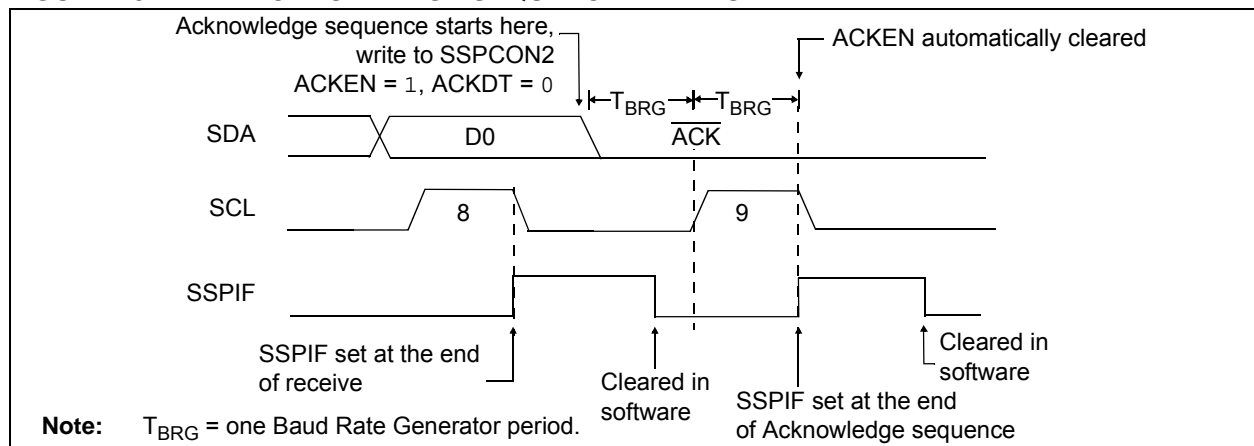 Acknowledge sequence starts here,
write to SSPCON2
ACKEN = 1, ACKDT = 0
ACKEN automatically cleared
TBRG
TBRG
SDA
D0
ACK
SCL
8
9
SSPIF
SSPIF set at the end
of receive
Cleared in
software
SSPIF set at the end
of Acknowledge sequence
Cleared in
software
Note: TBRG = one Baud Rate Generator period.